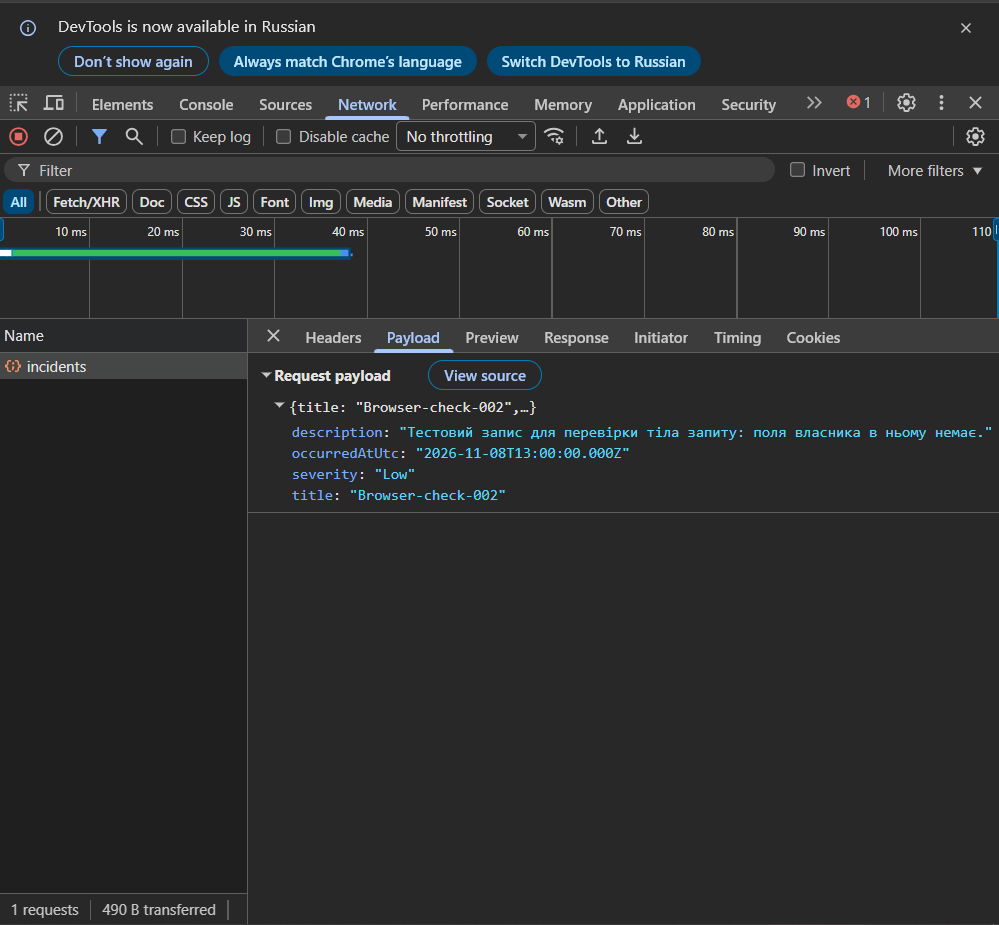 DevTools is now available in Russian
Don't show again Always match Chrome's language Switch DevTools to Russian
Elements Console Sources Network Performance Memory Application Security 1
Keep log Disable cache No throttling
Filter Invert More filters
All Fetch/XHR Doc CSS JS Font Img Media Manifest Socket Wasm Other
10 ms 20 ms 30 ms 40 ms 50 ms 60 ms 70 ms 80 ms 90 ms 100 ms 110
Name
incidents
Headers Payload Preview Response Initiator Timing Cookies
Request payload View source
{title: "Browser-check-002",…}
description: "Тестовий запис для перевірки тіла запиту: поля власника в ньому немає."
occurredAtUtc: "2026-11-08T13:00:00.000Z"
severity: "Low"
title: "Browser-check-002"
1 requests 490 B transferred